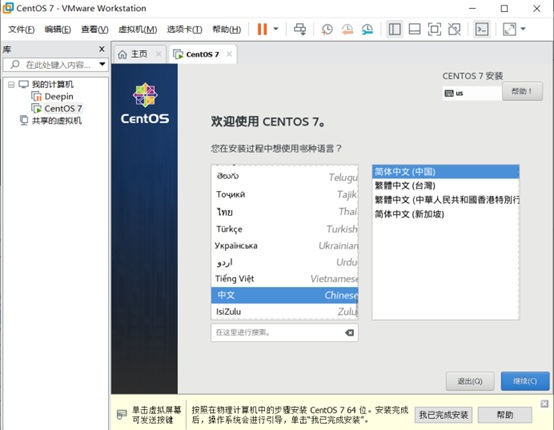 CentOS 7 - VMware Workstation
文件(F) 编辑(E) 查看(V) 虚拟机(M) 选项卡(T) 帮助(H)
库
在此处键入内容...
我的计算机
Deepin
CentOS 7
共享的虚拟机
主页
CentOS 7
CentOS
CENTOS 7 安装
us
帮助！
欢迎使用 CENTOS 7。
您在安装过程中想使用哪种语言？
తెలుగు Telugu
Тоҷикӣ Tajik
ไทย Thai
Türkçe Turkish
Українська Ukrainian
اردو Urdu
Tiếng Việt Vietnamese
中文 Chinese
IsiZulu Zulu
在这里进行搜索。
简体中文 (中国)
繁體中文 (台灣)
繁體中文 (中華人民共和國香港特別行
简体中文 (新加坡)
退出(Q)
继续(C)
单击虚拟屏幕
可发送按键
按照在物理计算机中的步骤安装 CentOS 7 64 位。安装完成
后，操作系统会进行引导，单击“我已完成安装”。
我已完成安装
帮助